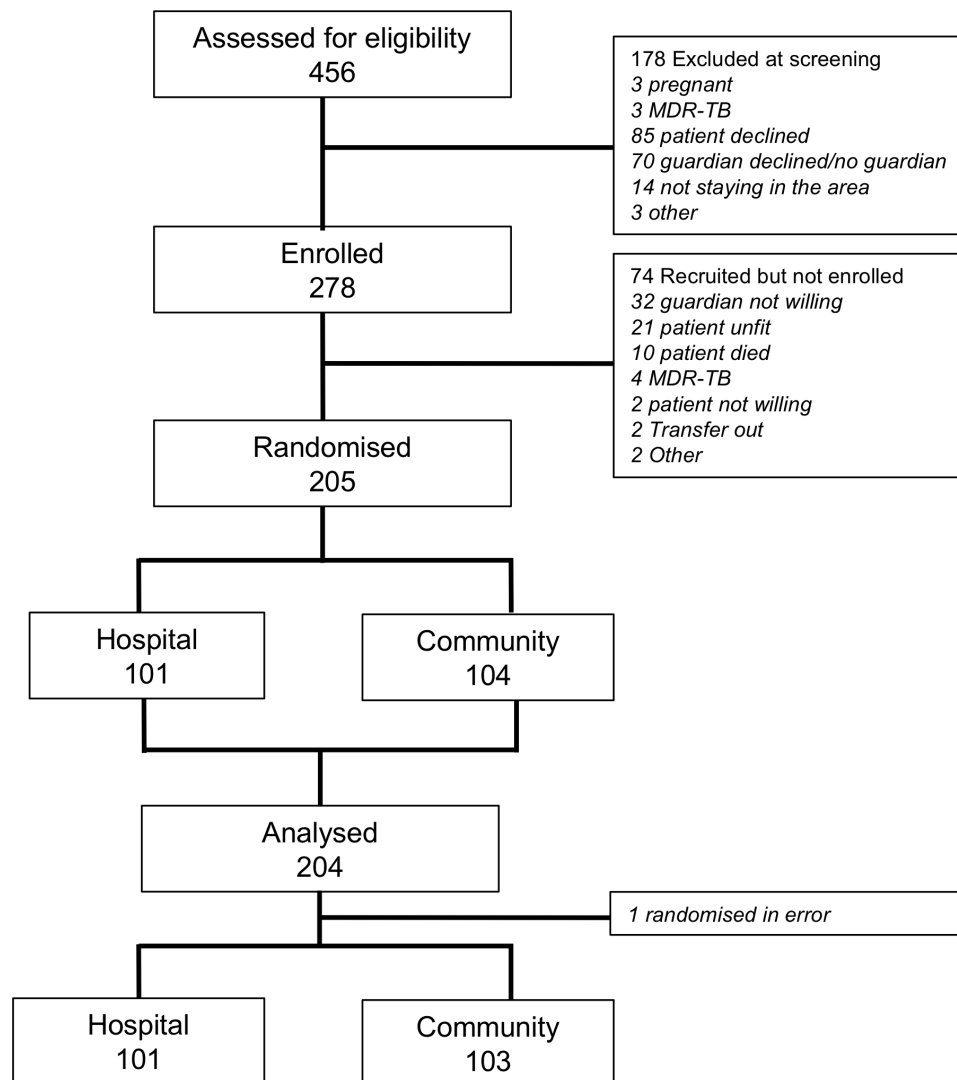 Assessed for eligibility
456
178 Excluded at screening
3 pregnant
3 MDR-TB
85 patient declined
70 guardian declined/no guardian
14 not staying in the area
3 other
Enrolled
278
74 Recruited but not enrolled
32 guardian not willing
21 patient unfit
10 patient died
4 MDR-TB
2 patient not willing
2 Transfer out
2 Other
Randomised
205
Hospital
101
Community
104
Analysed
204
1 randomised in error
Hospital
101
Community
103